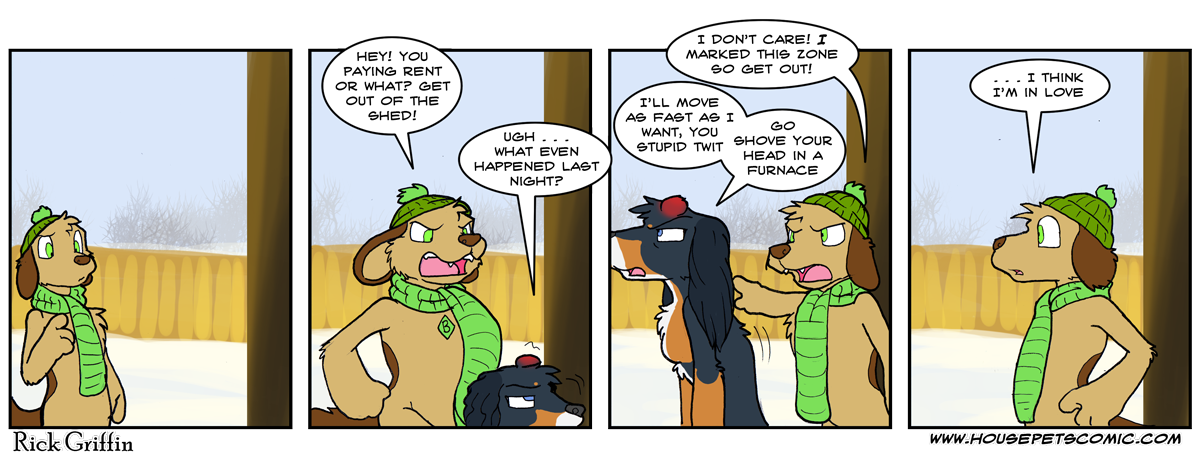 HEY! YOU
PAYING RENT
OR WHAT? GET
OUT OF THE
SHED!
UGH . . .
WHAT EVEN
HAPPENED LAST
NIGHT?
B
I DON'T CARE! I
MARKED THIS ZONE
SO GET OUT!
I'LL MOVE
AS FAST AS I
WANT, YOU
STUPID TWIT
GO
SHOVE YOUR
HEAD IN A
FURNACE
. . . I THINK
I'M IN LOVE
Rick Griffin
WWW.HOUSEPETSCOMIC.COM